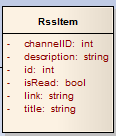 RssItem
- channelID: int
- description: string
- id: int
- isRead: bool
- link: string
- title: string